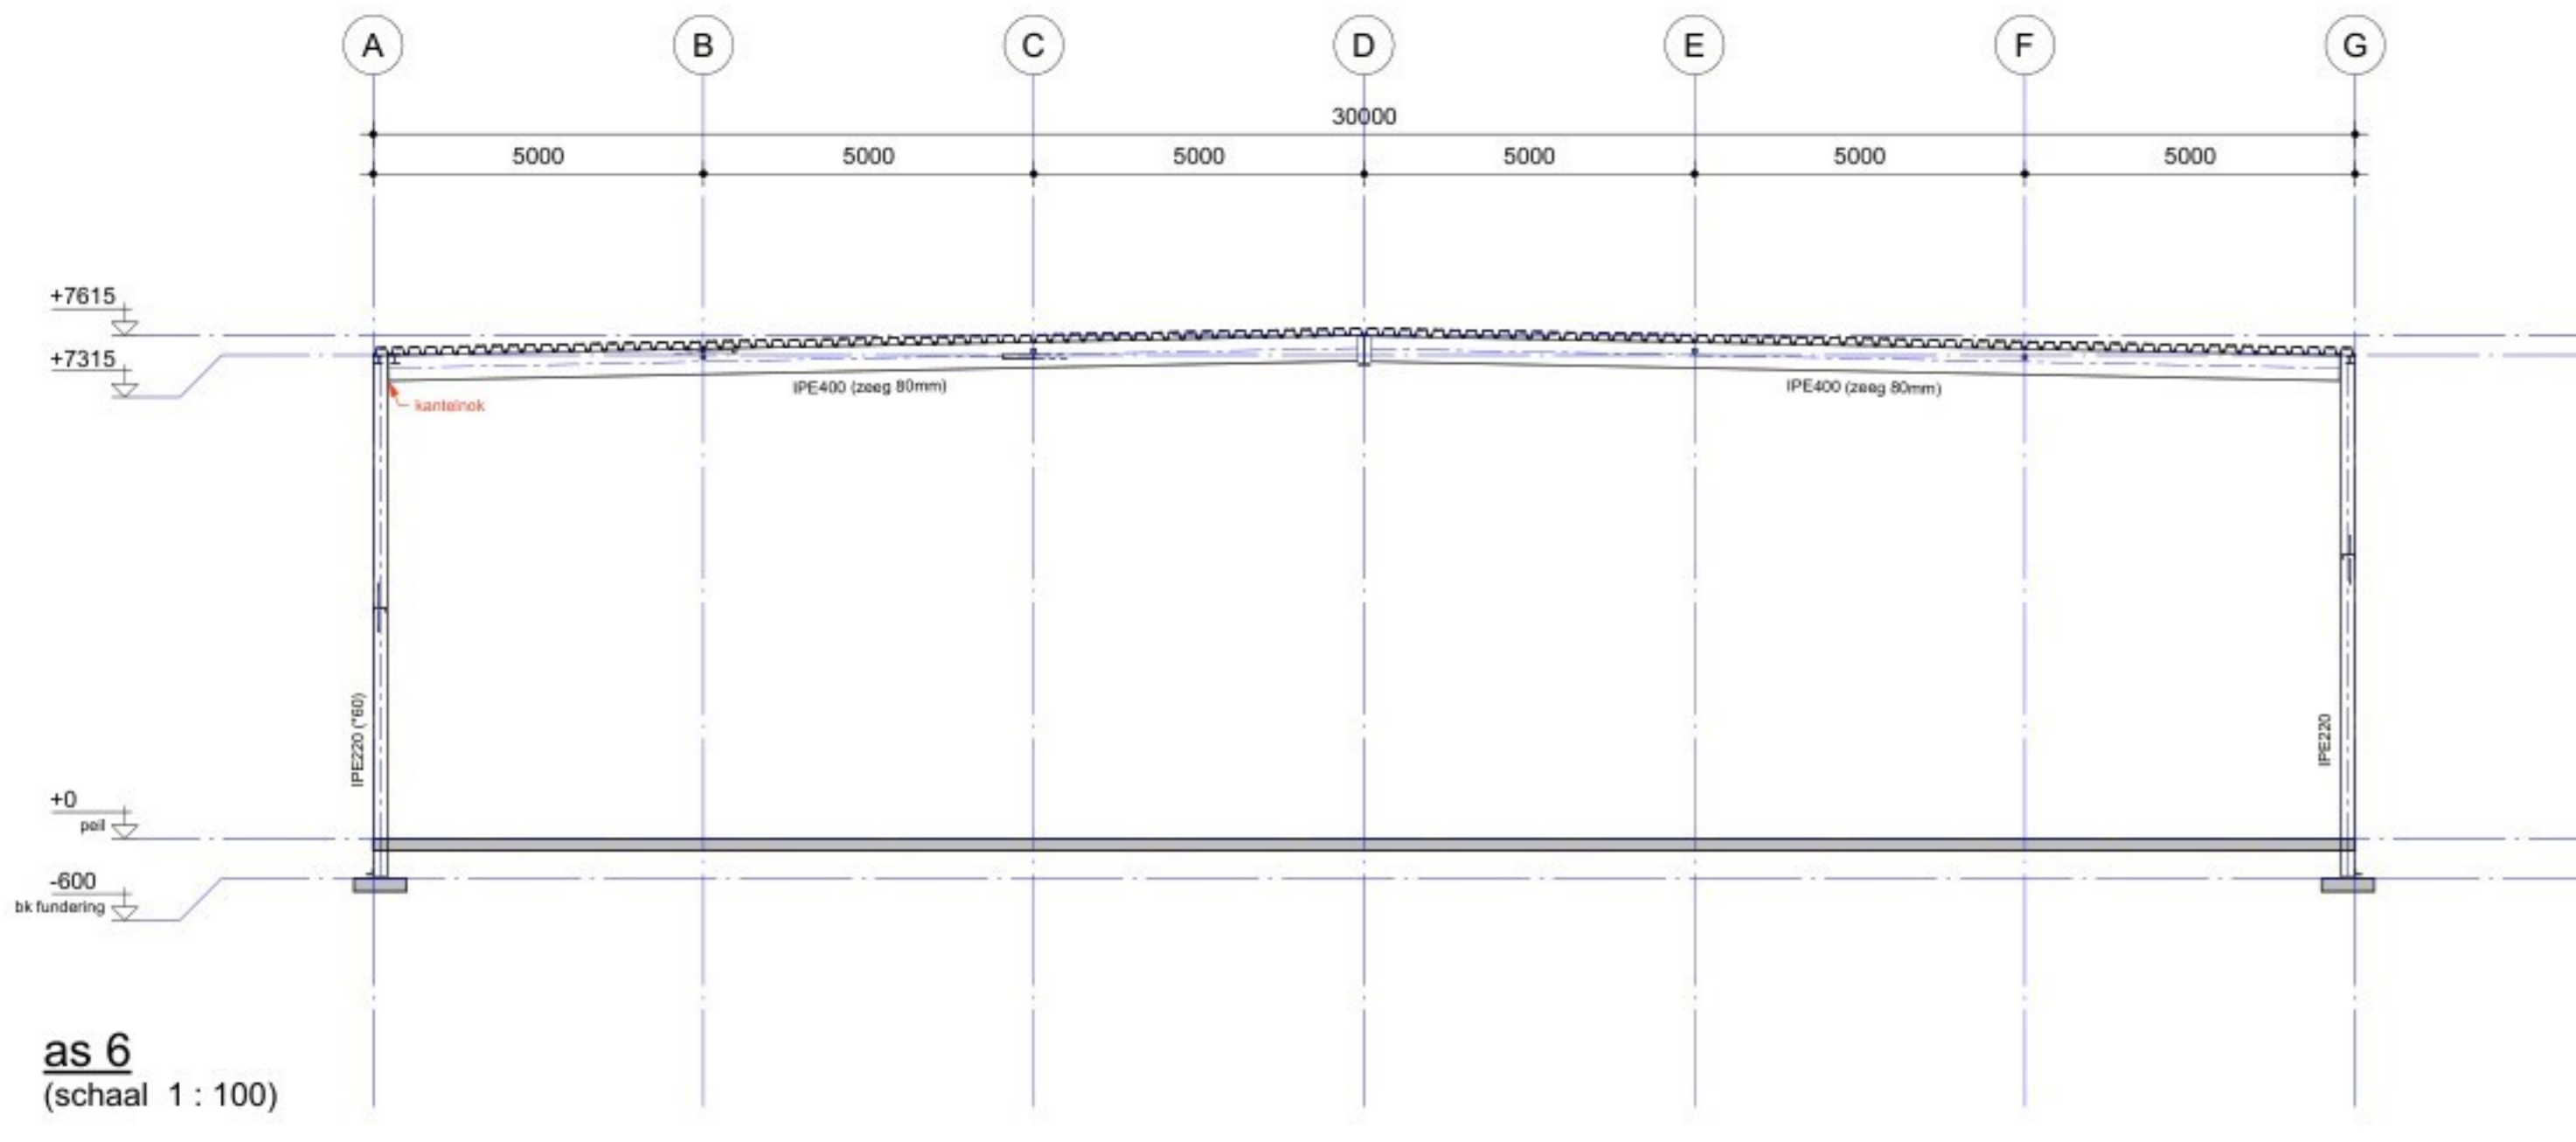 A B C D E F G
30000
5000 5000 5000 5000 5000 5000
+7615
+7315
IPE400 (zeeg 80mm) IPE400 (zeeg 80mm)
kantelnok
IPE220 (*60)
IPE220
+0
peil
-600
bk fundering
as 6
(schaal 1 : 100)